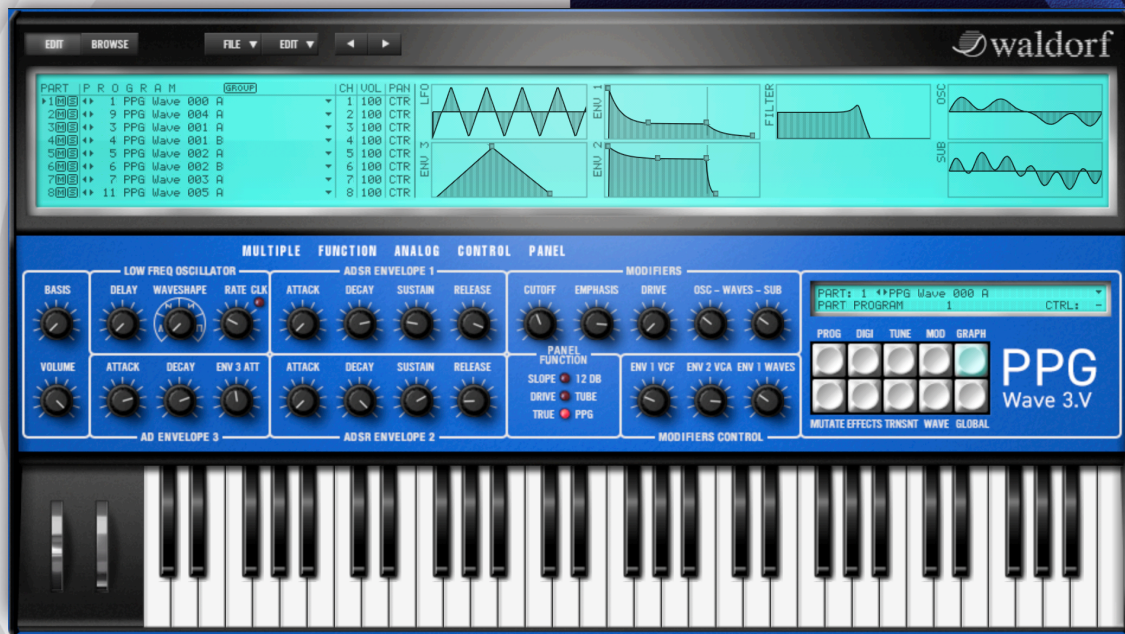 EDIT BROWSE FILE ▼ EDIT ▼ ◄ ► waldorf
PART P R O G R A M GROUP CH VOL PAN
1 M S 1 PPG Wave 000 A 1 100 CTR
2 M S 9 PPG Wave 004 A 2 100 CTR
3 M S 3 PPG Wave 001 A 3 100 CTR
4 M S 4 PPG Wave 001 B 4 100 CTR
5 M S 5 PPG Wave 002 A 5 100 CTR
6 M S 6 PPG Wave 002 B 6 100 CTR
7 M S 7 PPG Wave 003 A 7 100 CTR
8 M S 11 PPG Wave 005 A 8 100 CTR
LFO ENV 1 FILTER OSC
ENV 3 ENV 2 SUB
MULTIPLE FUNCTION ANALOG CONTROL PANEL
LOW FREQ OSCILLATOR ADSR ENVELOPE 1 MODIFIERS
BASIS DELAY WAVESHAPE RATE CLK ATTACK DECAY SUSTAIN RELEASE CUTOFF EMPHASIS DRIVE OSC - WAVES - SUB
PART: 1 PPG Wave 000 A
PART PROGRAM 1 CTRL: -
PROG DIGI TUNE MOD GRAPH
PANEL
FUNCTION
VOLUME ATTACK DECAY ENV 3 ATT ATTACK DECAY SUSTAIN RELEASE ENV 1 VCF ENV 2 VCA ENV 1 WAVES
SLOPE 12 DB
DRIVE TUBE
TRUE PPG
PPG
Wave 3.V
MUTATE EFFECTS TRNSNT WAVE GLOBAL
AD ENVELOPE 3 ADSR ENVELOPE 2 MODIFIERS CONTROL